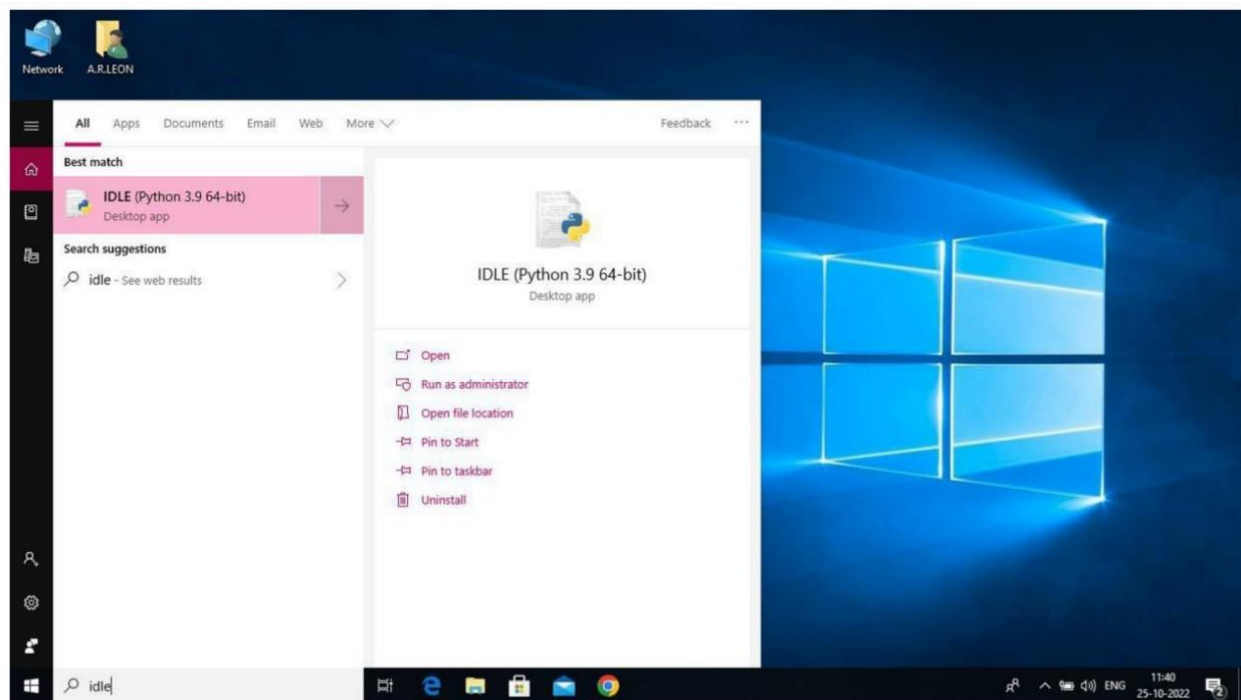 Network
A.R.LEON
All Apps Documents Email Web More Feedback ...
Best match
IDLE (Python 3.9 64-bit)
Desktop app
Search suggestions
idle - See web results
IDLE (Python 3.9 64-bit)
Desktop app
Open
Run as administrator
Open file location
Pin to Start
Pin to taskbar
Uninstall
idle
ENG
11:40
25-10-2022
2